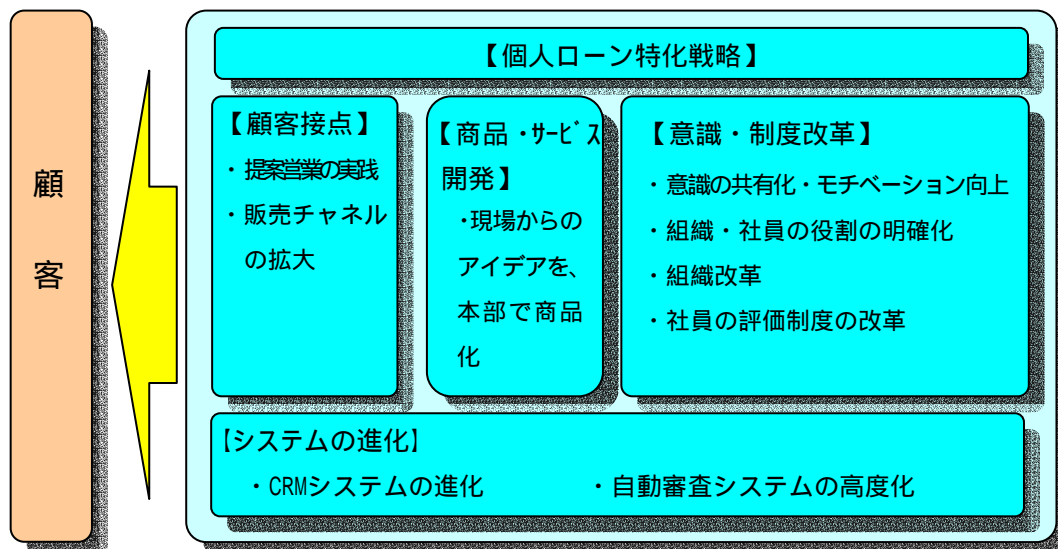 顧
客
【個人ローン特化戦略】
【顧客接点】
・提案営業の実践
・販売チャネル
の拡大
【商品・サービス
開発】
・現場からの
アイデアを、
本部で商品
化
【意識・制度改革】
・意識の共有化・モチベーション向上
・組織・社員の役割の明確化
・組織改革
・社員の評価制度の改革
【システムの進化】
・CRMシステムの進化　　・自動審査システムの高度化